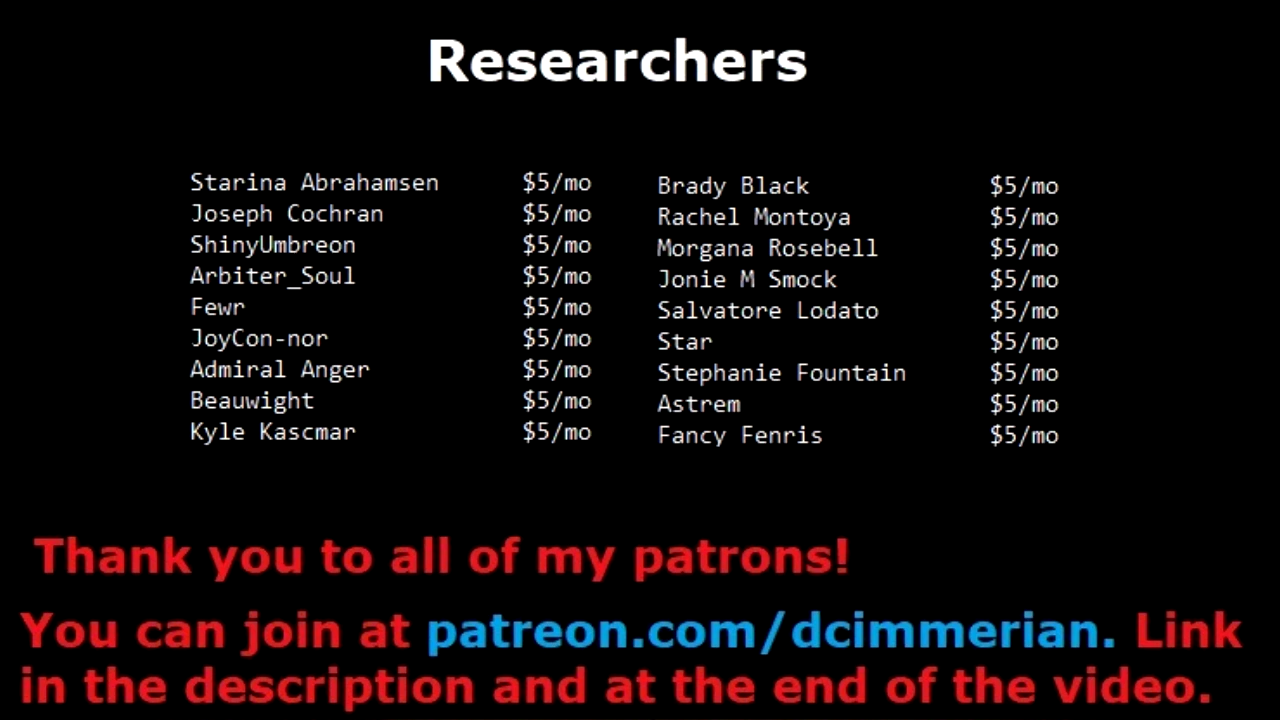 Researchers
Starina Abrahamsen $5/mo
Joseph Cochran $5/mo
ShinyUmbreon $5/mo
Arbiter_Soul $5/mo
Fewr $5/mo
JoyCon-nor $5/mo
Admiral Anger $5/mo
Beauwight $5/mo
Kyle Kascmar $5/mo
Brady Black $5/mo
Rachel Montoya $5/mo
Morgana Rosebell $5/mo
Jonie M Smock $5/mo
Salvatore Lodato $5/mo
Star $5/mo
Stephanie Fountain $5/mo
Astrem $5/mo
Fancy Fenris $5/mo
Thank you to all of my patrons!
You can join at patreon.com/dcimmerian. Link
in the description and at the end of the video.